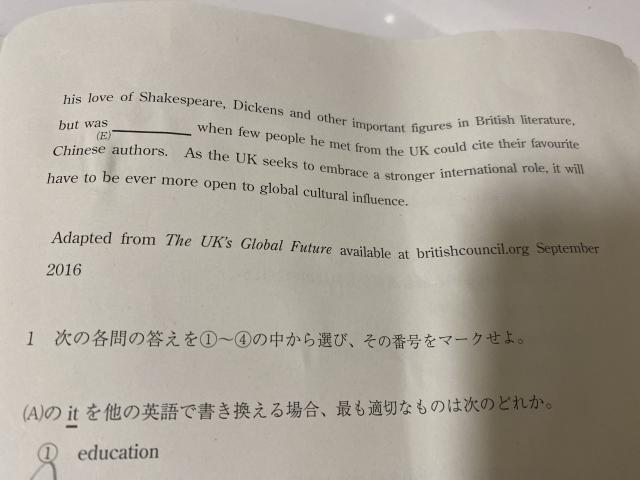 his love of Shakespeare, Dickens and other important figures in British literature,
but was (E)________ when few people he met from the UK could cite their favourite
Chinese authors. As the UK seeks to embrace a stronger international role, it will
have to be ever more open to global cultural influence.
Adapted from The UK's Global Future available at britishcouncil.org September
2016
1 次の各問の答えを①~④の中から選び、その番号をマークせよ。
(A)の it を他の英語で書き換える場合、最も適切なものは次のどれか。
① education